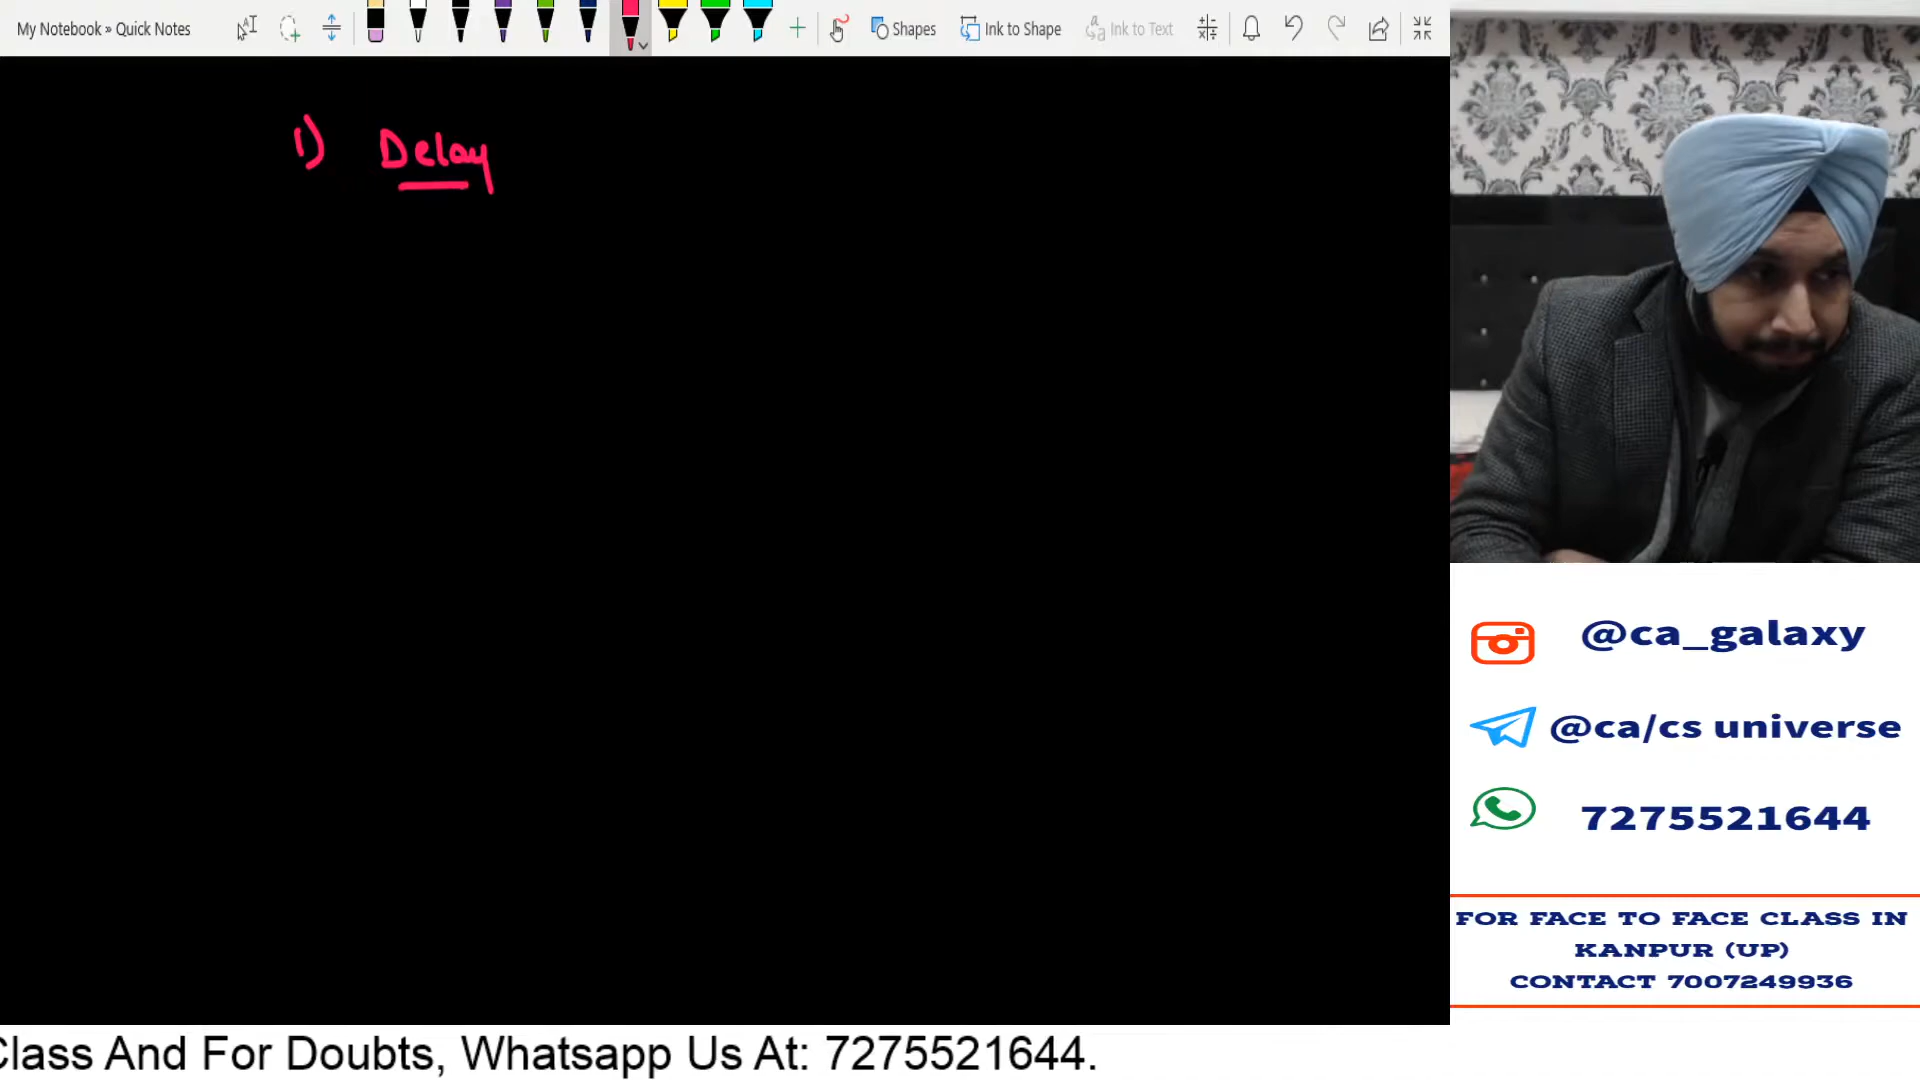 My Notebook » Quick Notes
Shapes
Ink to Shape
Ink to Text
1) Delay
@ca_galaxy
@ca/cs universe
7275521644
FOR FACE TO FACE CLASS IN
KANPUR (UP)
CONTACT 7007249936
Class And For Doubts, Whatsapp Us At: 7275521644.